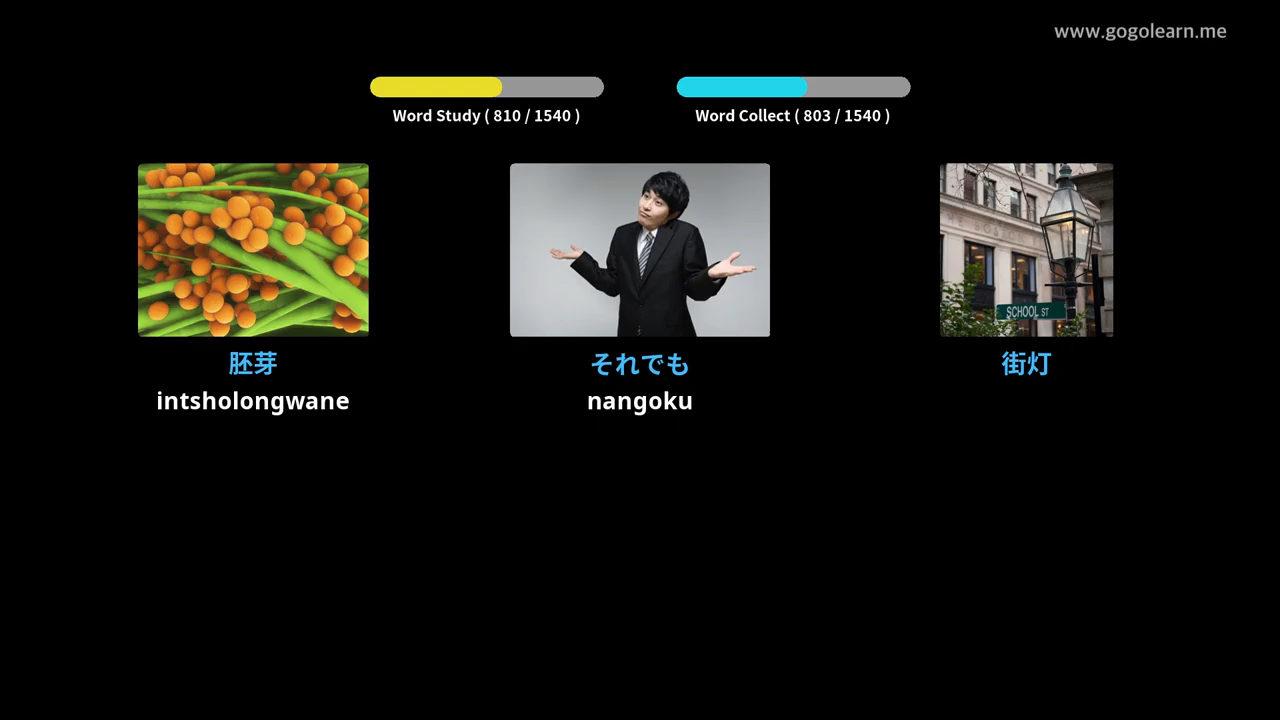 www.gogolearn.me
Word Study ( 810 / 1540 )
Word Collect ( 803 / 1540 )
SCHOOL ST
胚芽
それでも
街灯
intsholongwane
nangoku